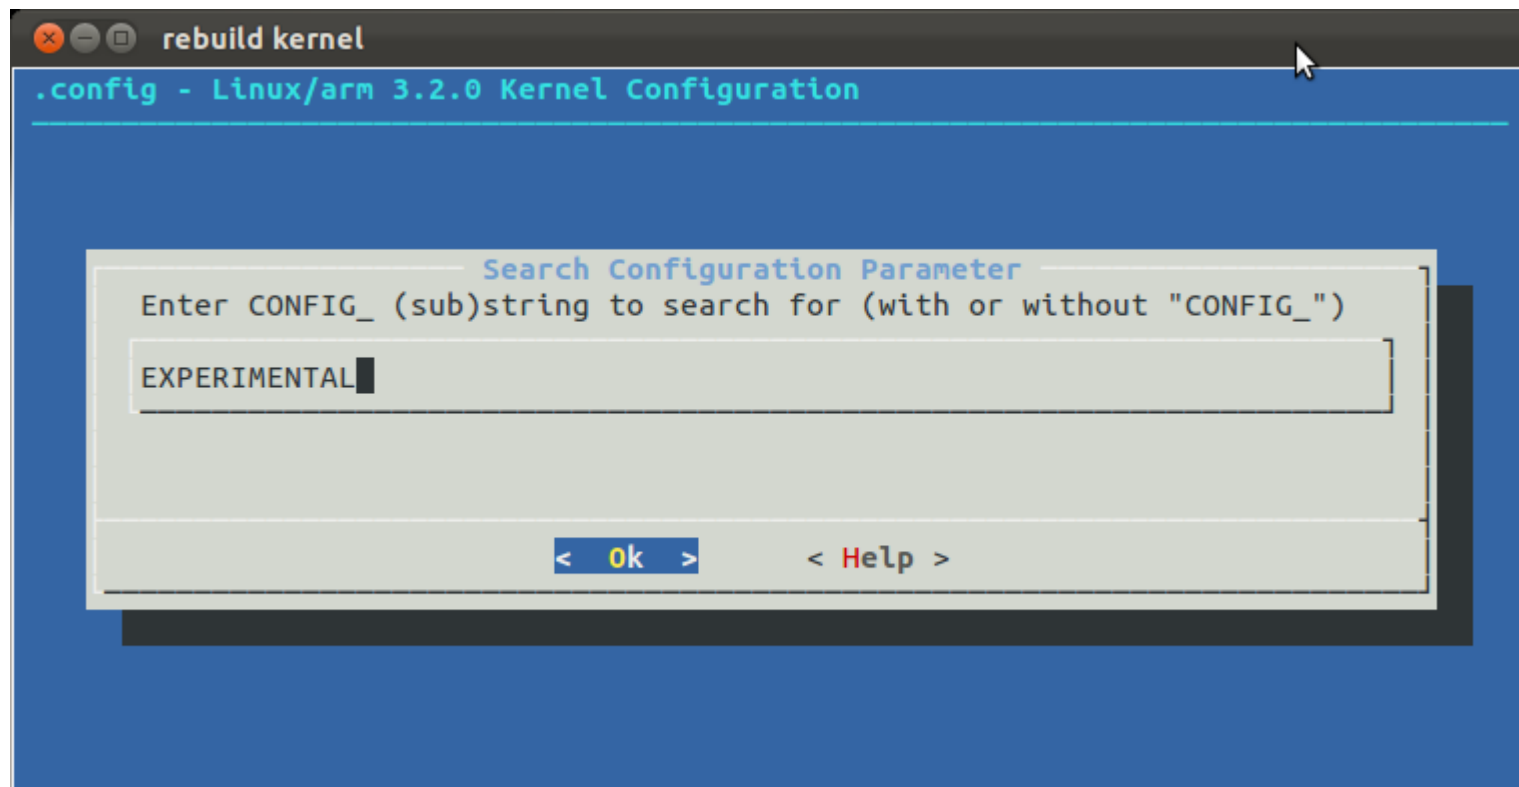 rebuild kernel
.config - Linux/arm 3.2.0 Kernel Configuration
Search Configuration Parameter
Enter CONFIG_ (sub)string to search for (with or without "CONFIG_")
EXPERIMENTAL
< Ok > < Help >